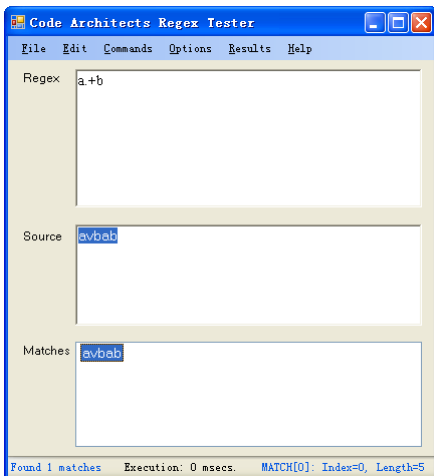 Code Architects Regex Tester
File Edit Commands Options Results Help
Regex a.+b
Source avbab
Matches avbab
Found 1 matches Execution: 0 msecs. MATCH[0]: Index=0, Length=5